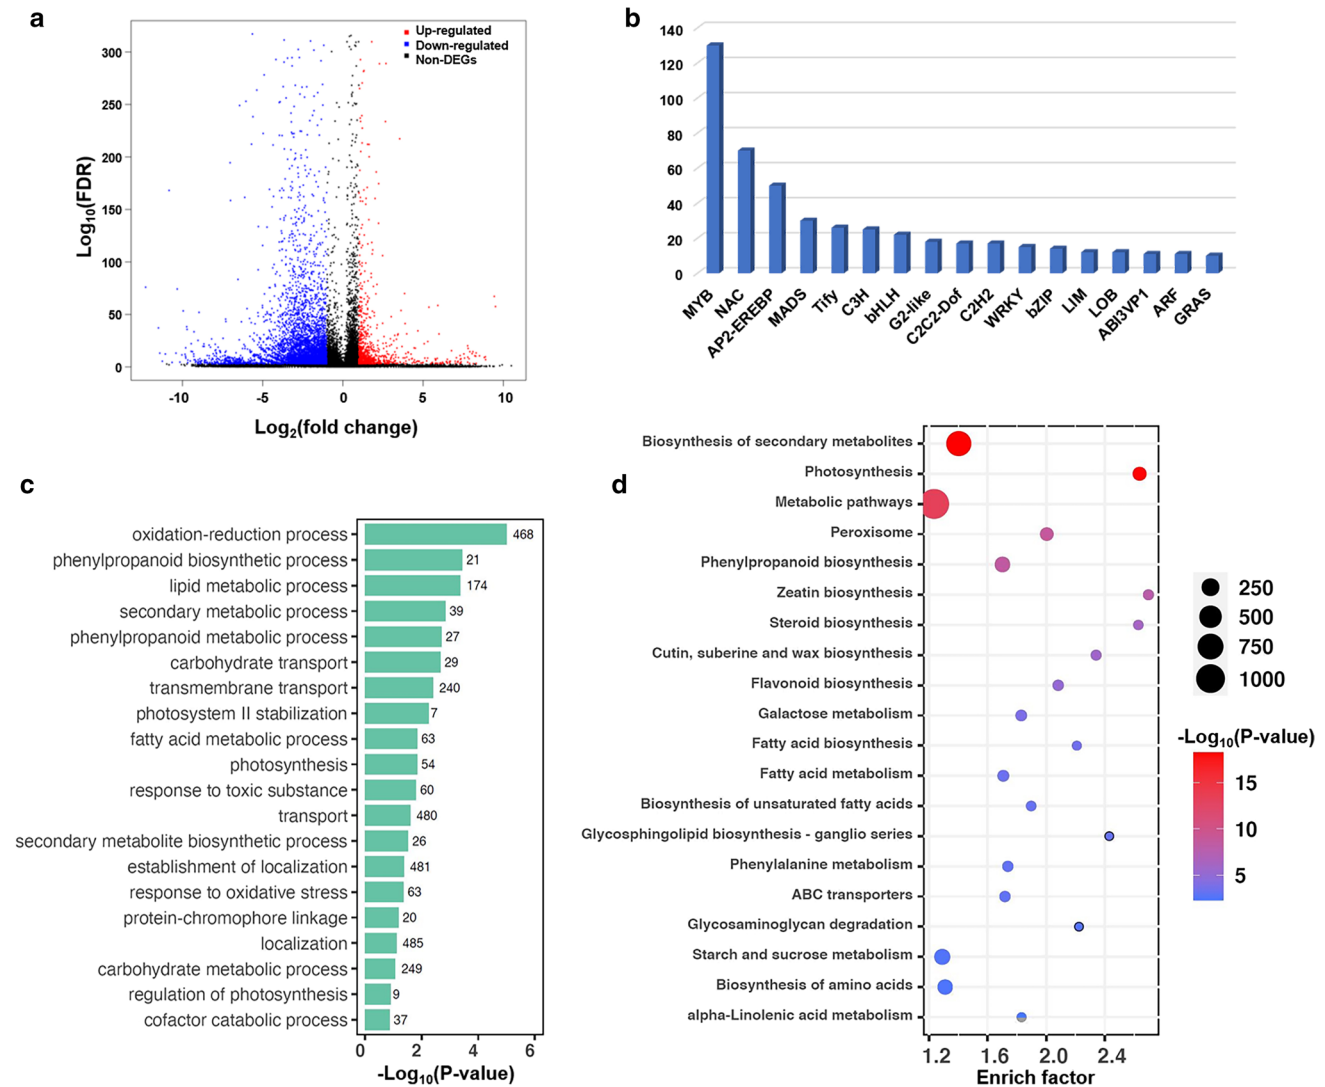 a
Up-regulated
Down-regulated
Non-DEGs
300
250
200
150
100
50
0
Log10(FDR)
-10
-5
0
5
10
Log2(fold change)
b
140
120
100
80
60
40
20
0
MYB
NAC
AP2-EREBP
MADS
Tify
C3H
bHLH
G2-like
C2C2-Dof
C2H2
WRKY
bZIP
LIM
LOB
ABI3VP1
ARF
GRAS
c
oxidation-reduction process 468
phenylpropanoid biosynthetic process 21
lipid metabolic process 174
secondary metabolic process 39
phenylpropanoid metabolic process 27
carbohydrate transport 29
transmembrane transport 240
photosystem II stabilization 7
fatty acid metabolic process 63
photosynthesis 54
response to toxic substance 60
transport 480
secondary metabolite biosynthetic process 26
establishment of localization 481
response to oxidative stress 63
protein-chromophore linkage 20
localization 485
carbohydrate metabolic process 249
regulation of photosynthesis 9
cofactor catabolic process 37
0
2
4
6
-Log10(P-value)
d
Biosynthesis of secondary metabolites
Photosynthesis
Metabolic pathways
Peroxisome
Phenylpropanoid biosynthesis
Zeatin biosynthesis
Steroid biosynthesis
Cutin, suberine and wax biosynthesis
Flavonoid biosynthesis
Galactose metabolism
Fatty acid biosynthesis
Fatty acid metabolism
Biosynthesis of unsaturated fatty acids
Glycosphingolipid biosynthesis - ganglio series
Phenylalanine metabolism
ABC transporters
Glycosaminoglycan degradation
Starch and sucrose metabolism
Biosynthesis of amino acids
alpha-Linolenic acid metabolism
1.2
1.6
2.0
2.4
Enrich factor
250
500
750
1000
-Log10(P-value)
15
10
5